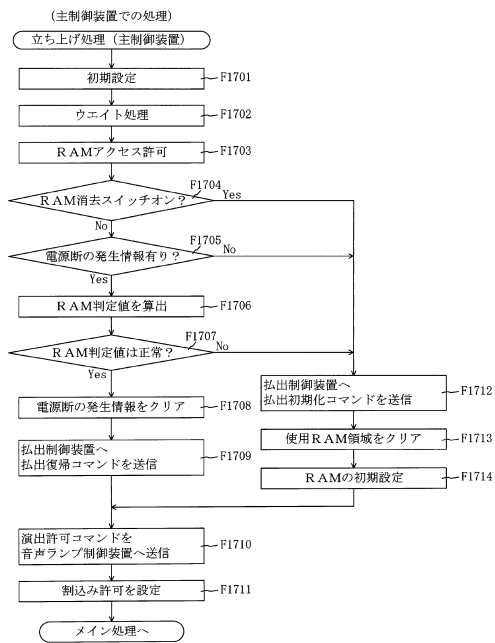 (主制御装置での処理)
立ち上げ処理(主制御装置)
初期設定
F1701
ウエイト処理
F1702
RAMアクセス許可
F1703
RAM消去スイッチオン?
F1704
Yes
No
電源断の発生情報有り?
F1705
No
Yes
RAM判定値を算出
F1706
RAM判定値は正常?
F1707
No
Yes
電源断の発生情報をクリア
F1708
払出制御装置へ
払出復帰コマンドを送信
F1709
払出制御装置へ
払出初期化コマンドを送信
F1712
使用RAM領域をクリア
F1713
RAMの初期設定
F1714
演出許可コマンドを
音声ランプ制御装置へ送信
F1710
割込み許可を設定
F1711
メイン処理へ